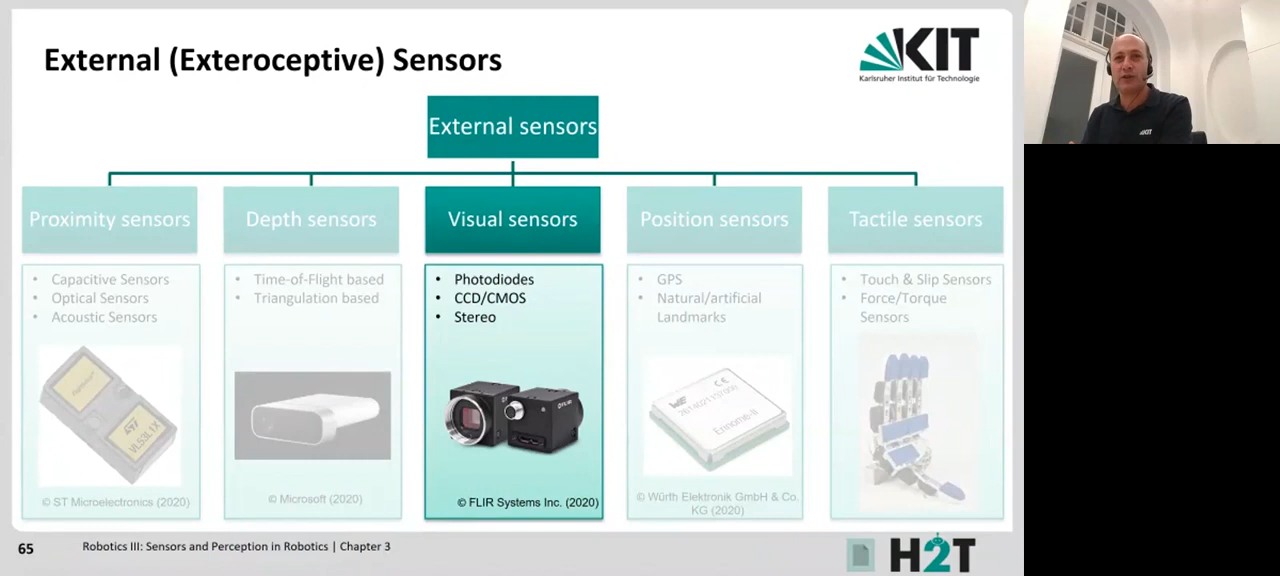 External (Exteroceptive) Sensors
KIT
Karlsruher Institut für Technologie
External sensors
Proximity sensors
Depth sensors
Visual sensors
Position sensors
Tactile sensors
• Capacitive Sensors
• Optical Sensors
• Acoustic Sensors
ST
VL53L1X
© ST Microelectronics (2020)
• Time-of-Flight based
• Triangulation based
© Microsoft (2020)
• Photodiodes
• CCD/CMOS
• Stereo
FLIR
© FLIR Systems Inc. (2020)
• GPS
• Natural/artificial
Landmarks
WE
CE
© Würth Elektronik GmbH & Co.
KG (2020)
• Touch & Slip Sensors
• Force/Torque
Sensors
65
Robotics III: Sensors and Perception in Robotics | Chapter 3
H2T
KIT